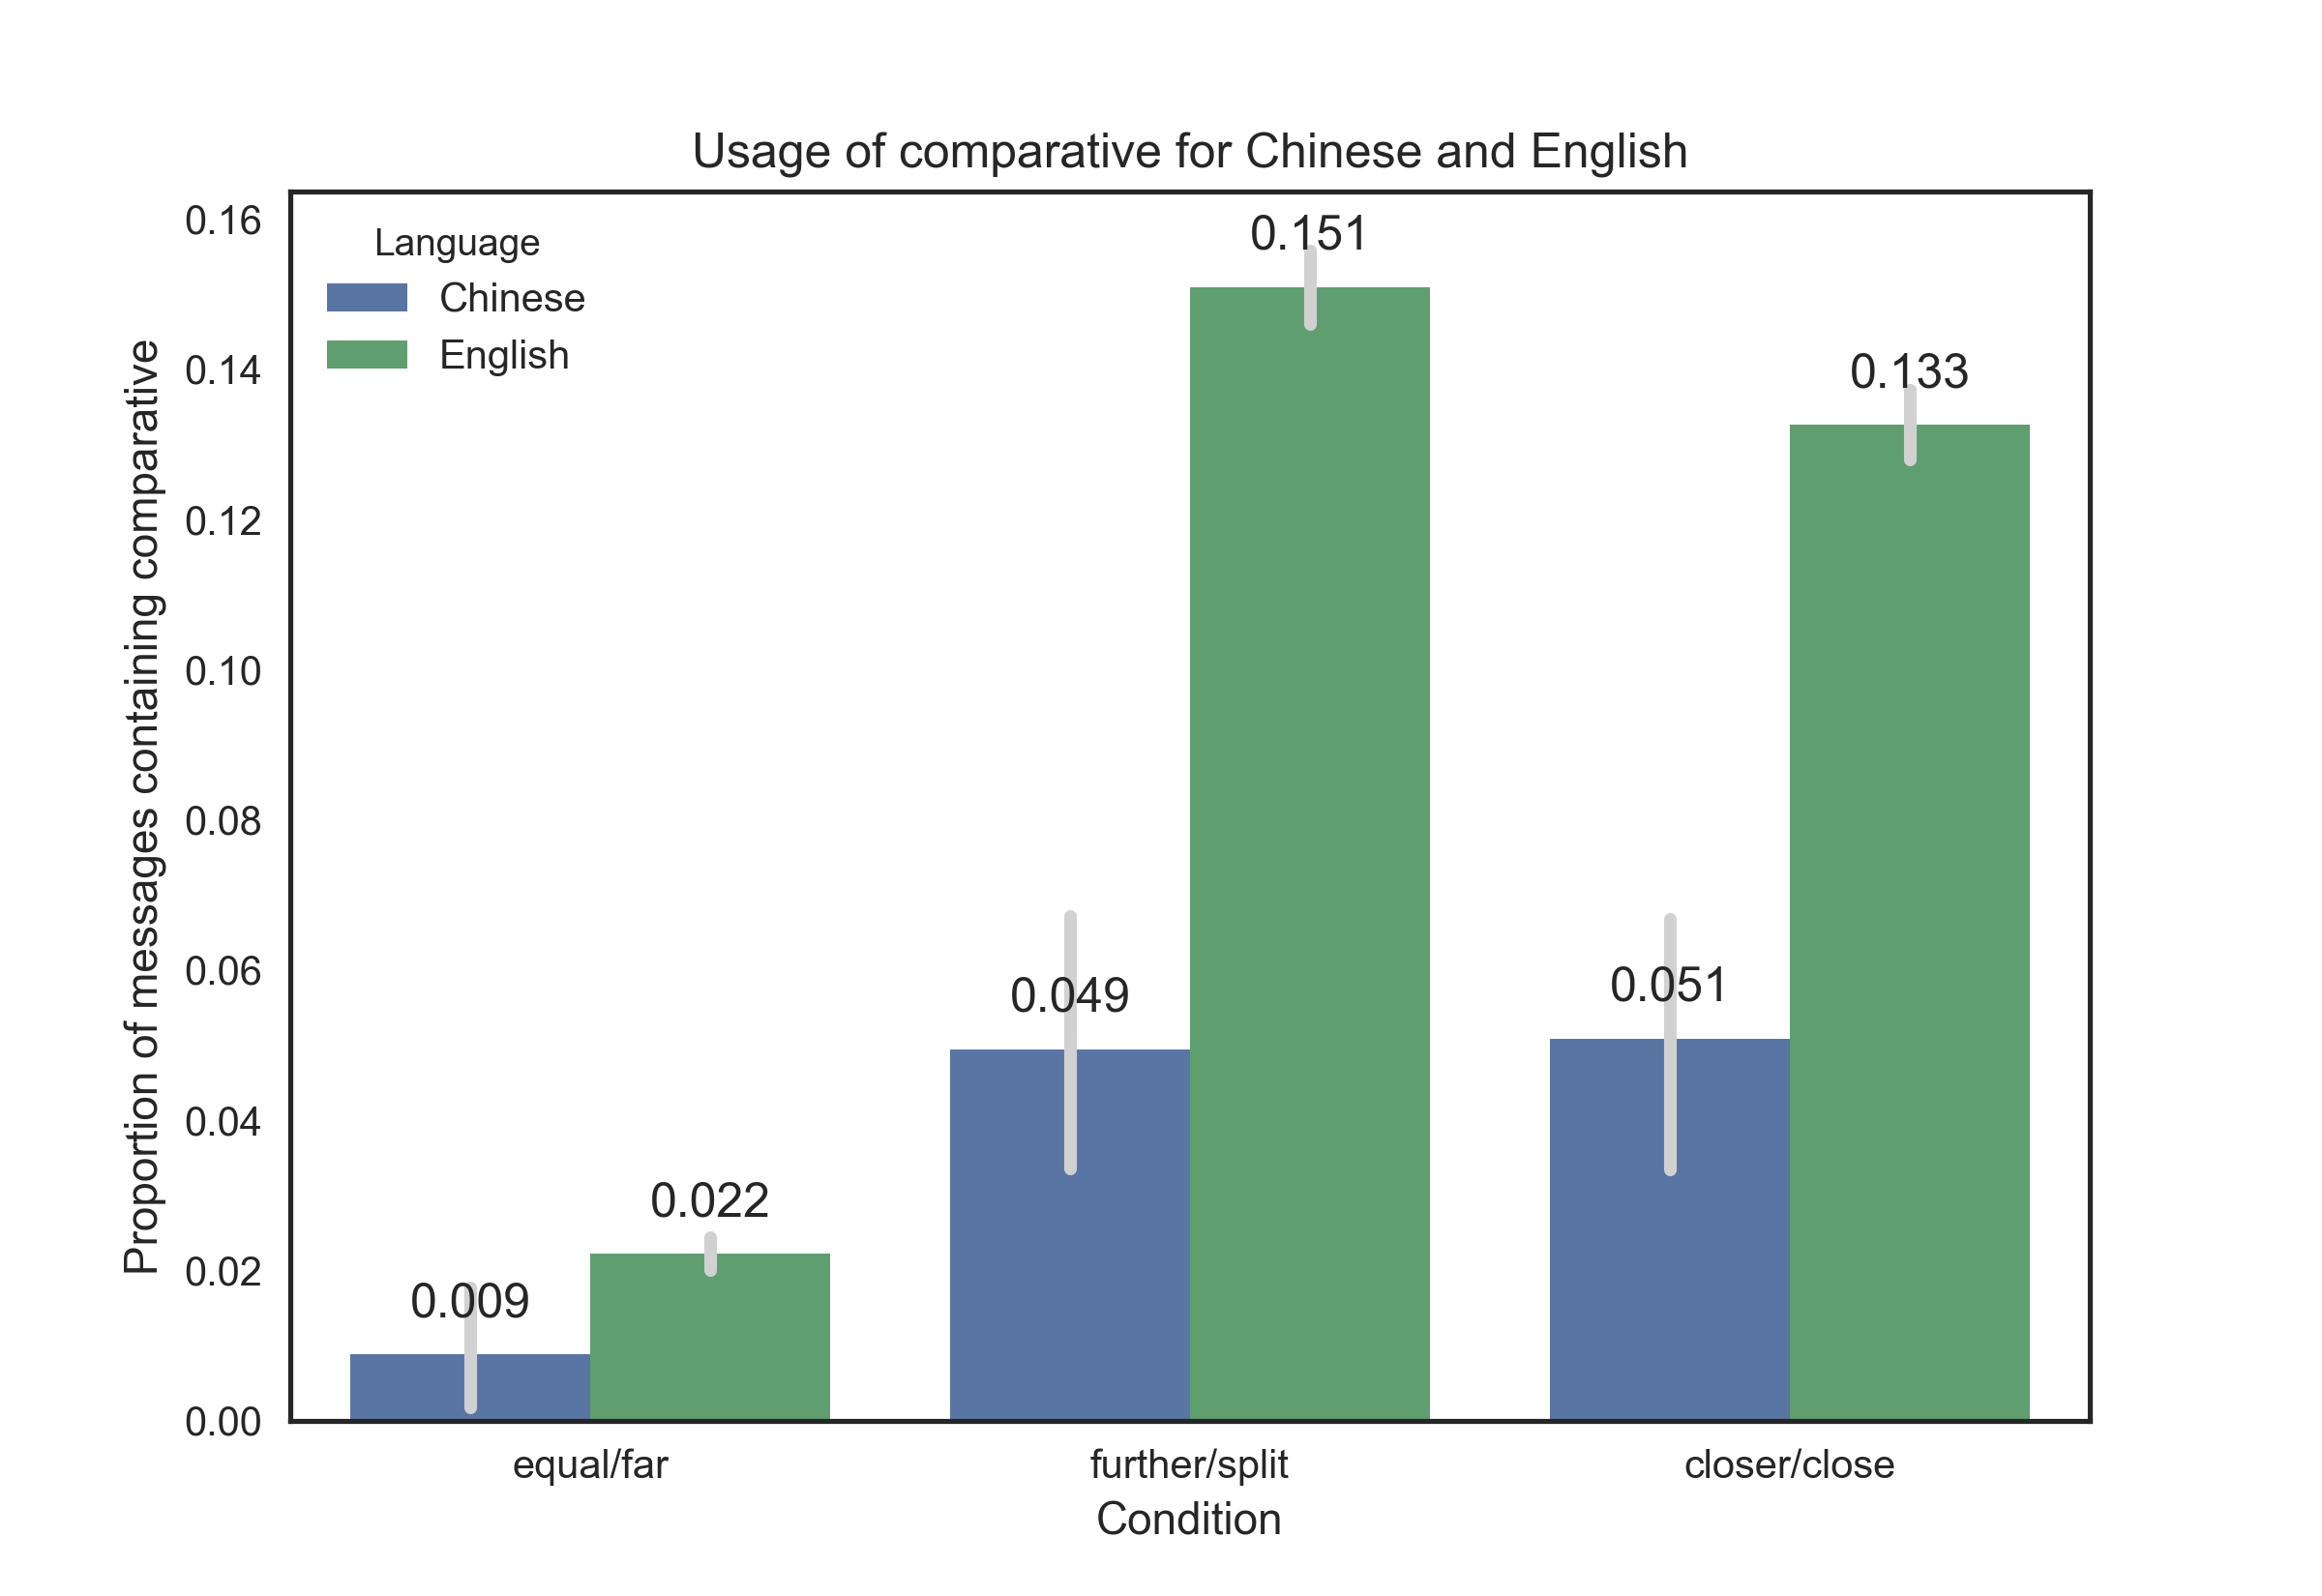 Usage of comparative for Chinese and English
Proportion of messages containing comparative
0.16
0.14
0.12
0.10
0.08
0.06
0.04
0.02
0.00
Language
Chinese
English
0.009
0.022
0.049
0.151
0.051
0.133
equal/far
further/split
closer/close
Condition